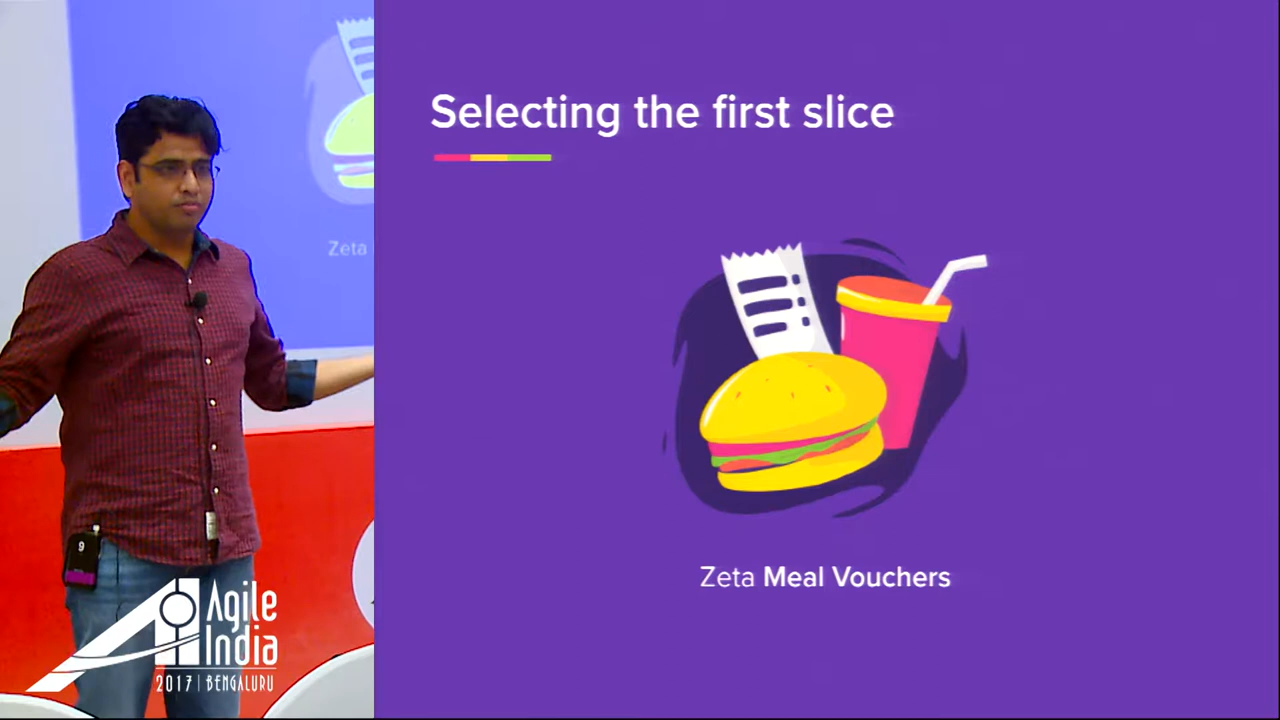 Selecting the first slice
Zeta
Zeta Meal Vouchers
9
Agile
India
2017 | BENGALURU